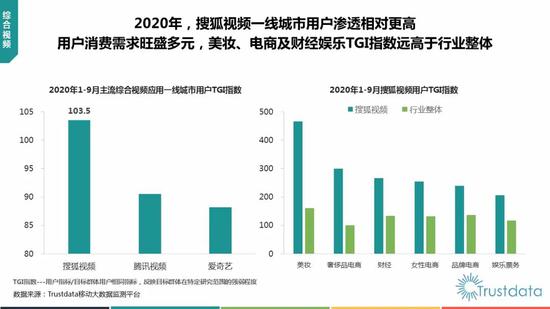 综合视频
2020年，搜狐视频一线城市用户渗透相对更高
用户消费需求旺盛多元，美妆、电商及财经娱乐TGI指数远高于行业整体
2020年1-9月主流综合视频应用一线城市用户TGI指数
105
100
95
90
85
80
103.5
搜狐视频
腾讯视频
爱奇艺
2020年1-9月搜狐视频用户TGI指数
搜狐视频
行业整体
500
400
300
200
100
0
美妆
奢侈品电商
财经
女性电商
品牌电商
娱乐票务
TGI指数---用户指标/目标群体用户相同指标，反映目标群体在特定研究范围的强弱程度
数据来源：Trustdata移动大数据监测平台
Trustdata